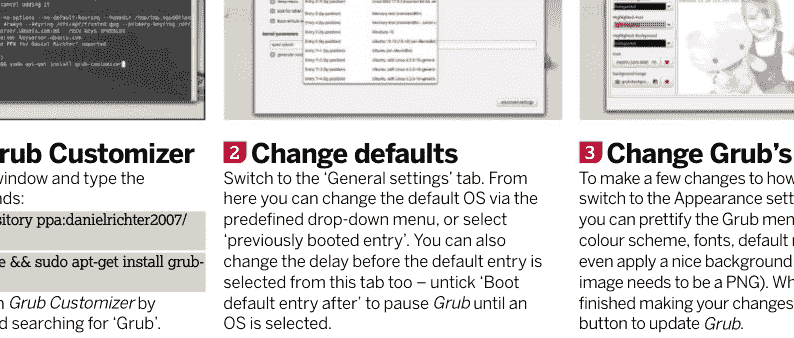 rub Customizer
window and type the
nds:
sitory ppa:danielrichter2007/
e && sudo apt-get install grub-
n Grub Customizer by
d searching for ‘Grub’.
2 Change defaults
Switch to the ‘General settings’ tab. From
here you can change the default OS via the
predefined drop-down menu, or select
‘previously booted entry’. You can also
change the delay before the default entry is
selected from this tab too – untick ‘Boot
default entry after’ to pause Grub until an
OS is selected.
3 Change Grub’s
To make a few changes to how
switch to the Appearance sett
you can prettify the Grub men
colour scheme, fonts, default r
even apply a nice background
image needs to be a PNG). Wh
finished making your changes
button to update Grub.